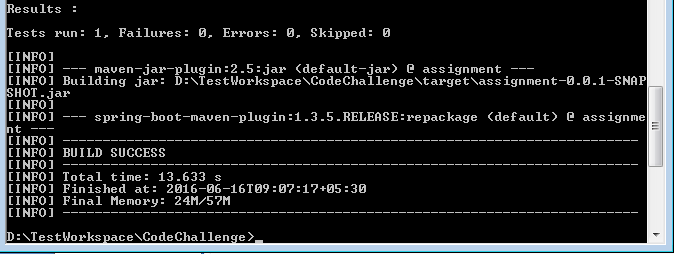 Results :
Tests run: 1, Failures: 0, Errors: 0, Skipped: 0
[INFO]
[INFO] --- maven-jar-plugin:2.5:jar (default-jar) @ assignment ---
[INFO] Building jar: D:\TestWorkspace\CodeChallenge\target\assignment-0.0.1-SNAP
SHOT.jar
[INFO]
[INFO] --- spring-boot-maven-plugin:1.3.5.RELEASE:repackage (default) @ assignme
nt ---
[INFO] ------------------------------------------------------------------------
[INFO] BUILD SUCCESS
[INFO] ------------------------------------------------------------------------
[INFO] Total time: 13.633 s
[INFO] Finished at: 2016-06-16T09:07:17+05:30
[INFO] Final Memory: 24M/57M
[INFO] ------------------------------------------------------------------------
D:\TestWorkspace\CodeChallenge>_